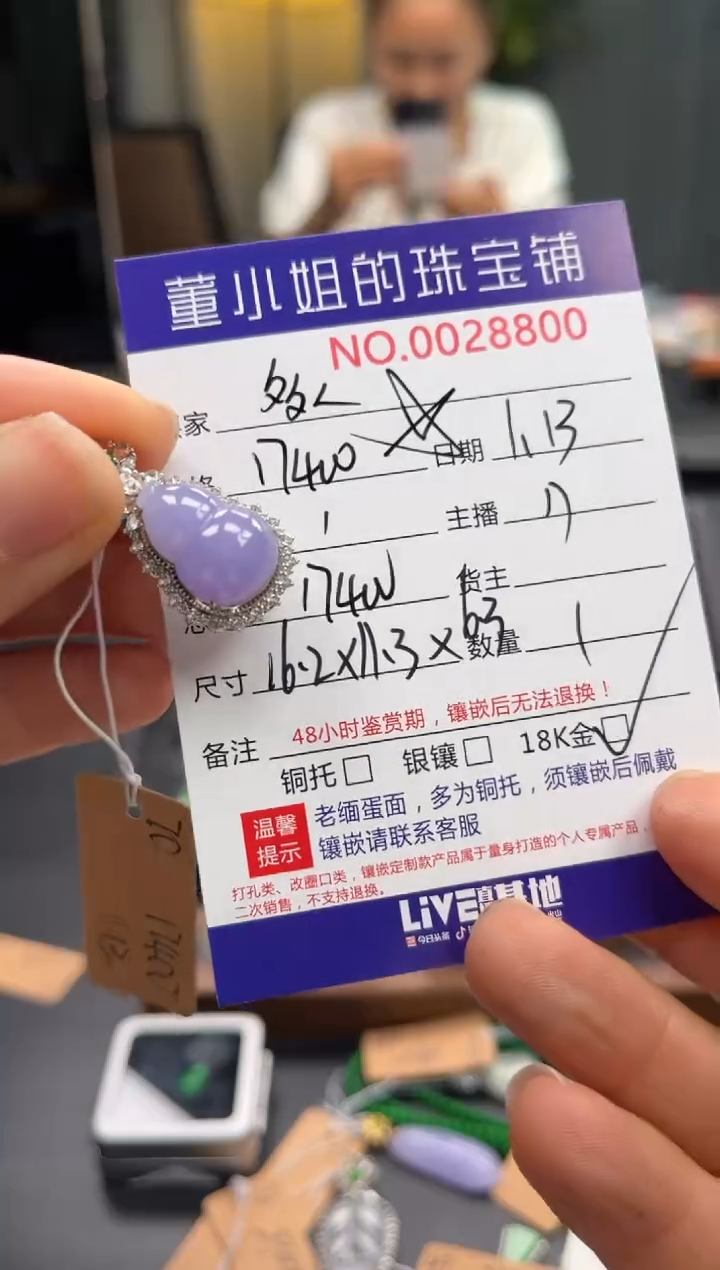 董小姐的珠宝铺
NO.0028800
家
17400 日期 1.13
1 主播
17400 货主
尺寸 16.2×11.3×6.3 数量 1
备注 48小时鉴赏期，镶嵌后无法退换！
铜托 银镶 18K金
温馨提示 老缅蛋面，多为铜托，须镶嵌后佩戴
镶嵌请联系客服
打孔类、改圈口类，镶嵌定制款产品属于量身打造的个人专属产品，
二次销售，不支持退换。
LIVE 基地
今日头条
01
17400